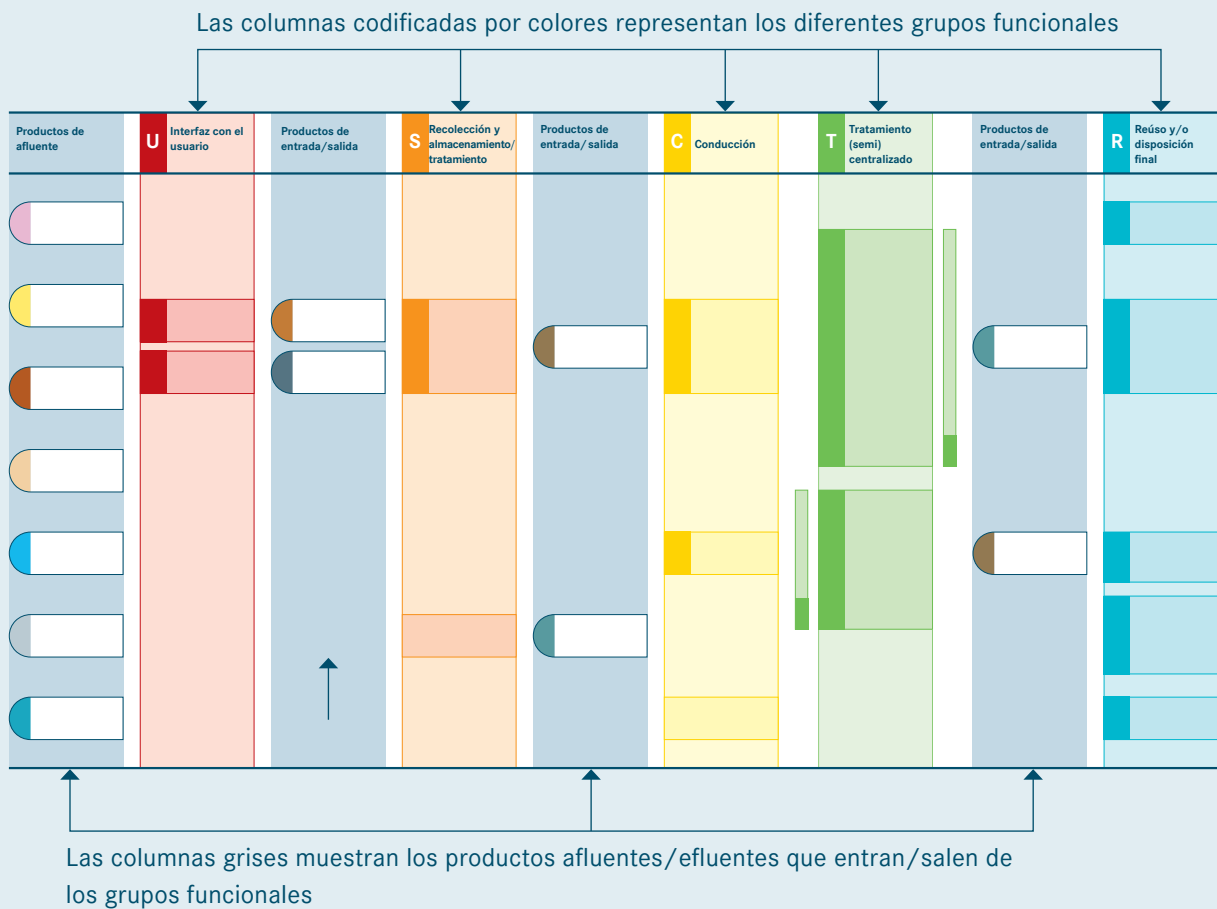 Las columnas codificadas por colores representan los diferentes grupos funcionales
Productos de
afluente
U
Interfaz con el
usuario
Productos de
entrada/salida
S
Recolección y
almacenamiento/
tratamiento
Productos de
entrada/salida
C
Conducción
T
Tratamiento
(semi)
centralizado
Productos de
entrada/salida
R
Reúso y/o
disposición
final
Las columnas grises muestran los productos afluentes/efluentes que entran/salen de
los grupos funcionales